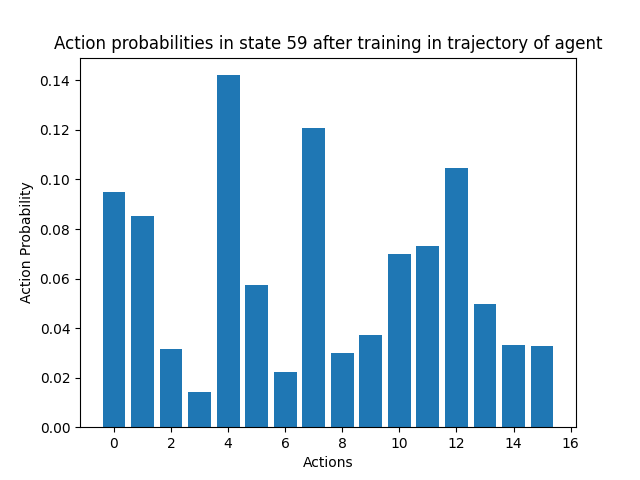 Action probabilities in state 59 after training in trajectory of agent
0.14
0.12
0.10
0.08
0.06
0.04
0.02
0.00
Action Probability
0 2 4 6 8 10 12 14 16
Actions